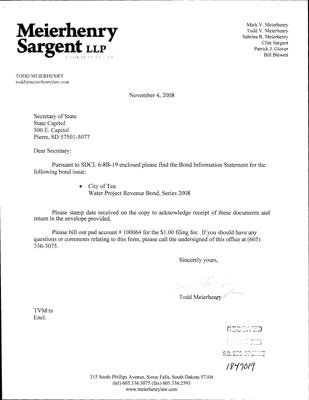 Meierhenry
Sargent LLP
ATTORNEYS AT LAW
Mark V. Meierhenry
Todd V. Meierhenry
Sabrina R. Meierhenry
Clint Sargent
Patrick J. Glover
Bill Blewett
TODD MEIERHENRY
todd@meierhenrylaw.com
November 4, 2008
Secretary of State
State Capitol
500 E. Capitol
Pierre, SD 57501-5077
Dear Secretary:
Pursuant to SDCL 6-8B-19 enclosed please find the Bond Information Statement for the
following bond issue:
• City of Tea
Water Project Revenue Bond, Series 2008
Please stamp date received on the copy to acknowledge receipt of these documents and
return in the envelope provided.
Please bill our pad account # 100064 for the $1.00 filing fee. If you should have any
questions or comments relating to this form, please call the undersigned of this office at (605)
336-3075.
Sincerely yours,
Todd Meierhenry
TVM:ts
Encl.
RECEIVED
S.D. SEC. OF STATE
1847019
315 South Phillips Avenue, Sioux Falls, South Dakota 57104
(tel) 605.336.3075 (fax) 605.336.2593
www.meierhenrylaw.com